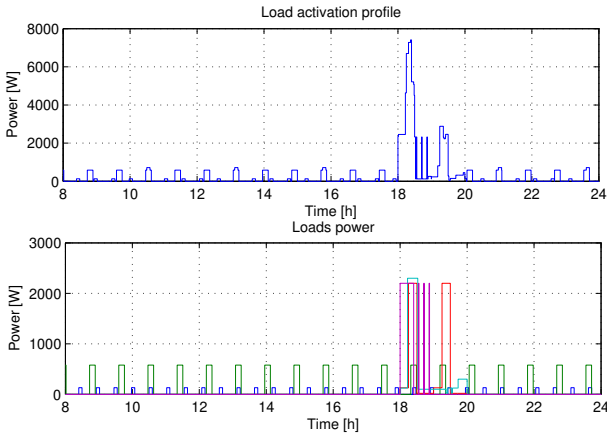 Load activation profile
8000
6000
4000
2000
0
Power [W]
8 10 12 14 16 18 20 22 24
Time [h]
Loads power
3000
2000
1000
0
Power [W]
8 10 12 14 16 18 20 22 24
Time [h]